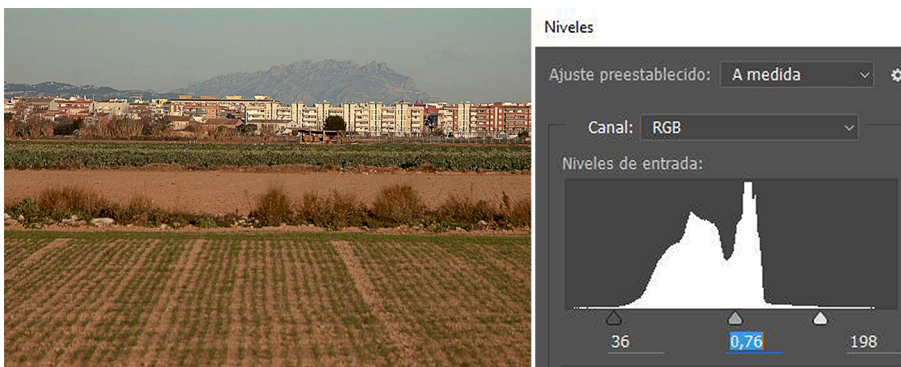 Niveles
Ajuste preestablecido: A medida
Canal: RGB
Niveles de entrada:
36 0,76 198